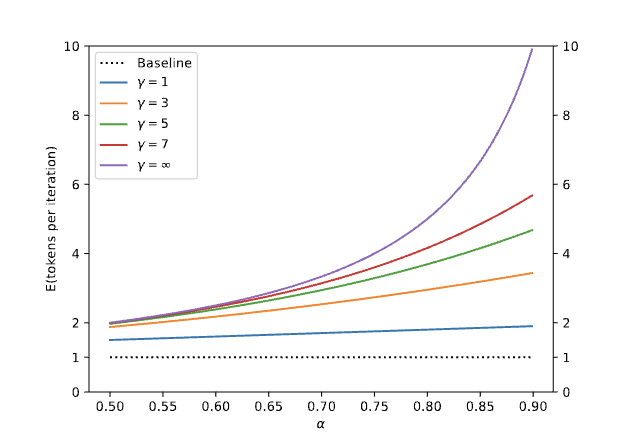 10
8
6
4
2
0
E(tokens per iteration)
Baseline
γ = 1
γ = 3
γ = 5
γ = 7
γ = ∞
10
8
6
4
2
1
0
0.50 0.55 0.60 0.65 0.70 0.75 0.80 0.85 0.90
α